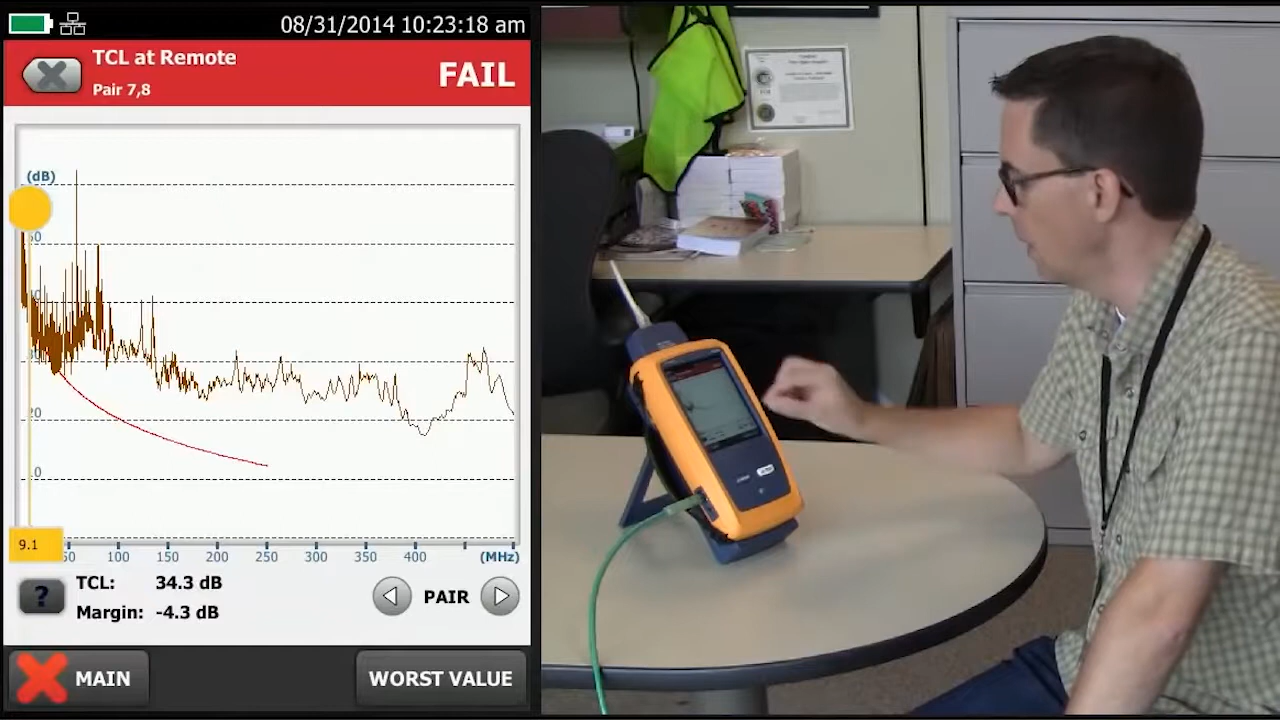 08/31/2014 10:23:18 am
TCL at Remote
FAIL
Pair 7,8
(dB)
20
9.1
100 150 200 250 300 350 400 (MHz)
?
TCL: 34.3 dB
Margin: -4.3 dB
PAIR
MAIN
WORST VALUE